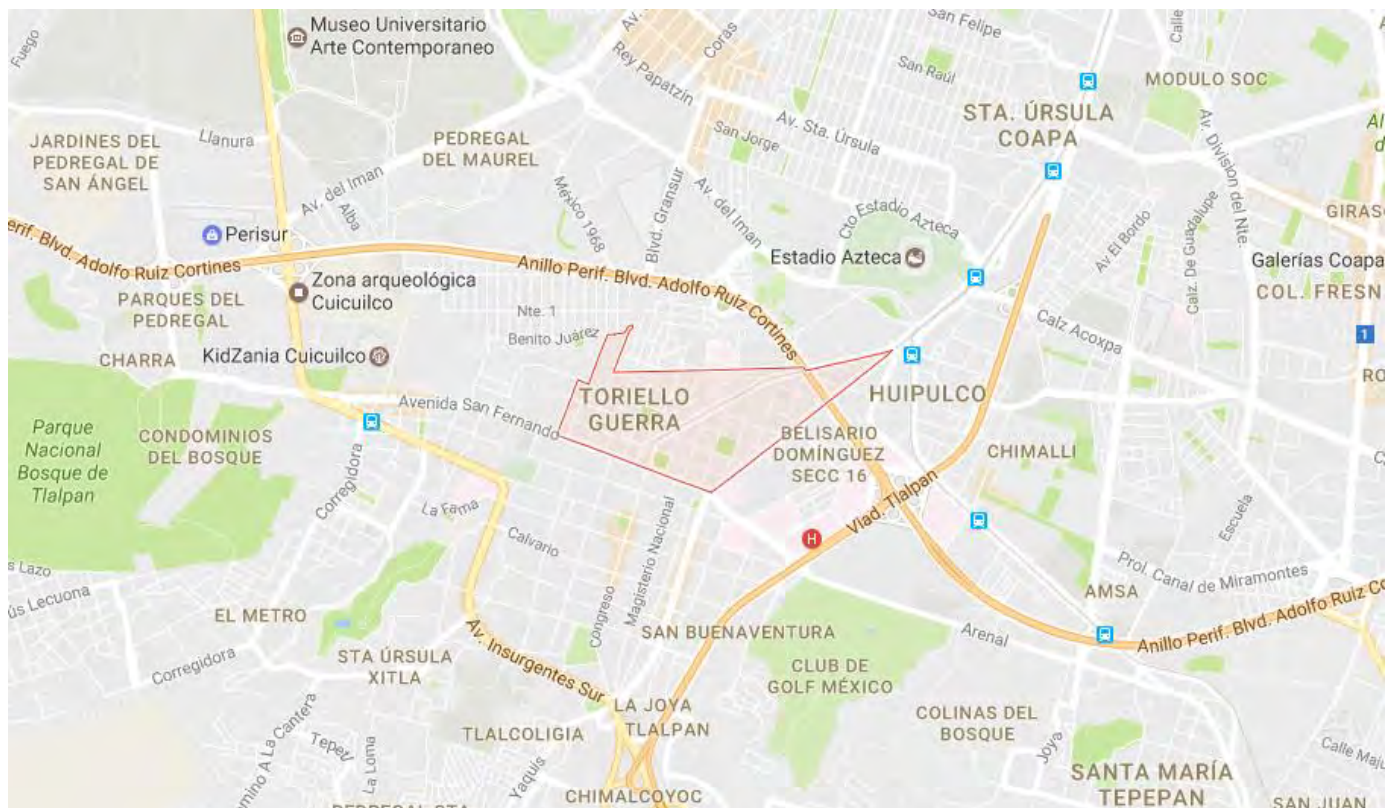 Museo Universitario
Arte Contemporaneo
Fuego
Coras
Rey Papatzin
San Felipe
San Raúl
Calle
MODULO SOC
STA. ÚRSULA
COAPA
Llanura
JARDINES DEL
PEDREGAL DE
SAN ÁNGEL
PEDREGAL
DEL MAUREL
San Jorge
Av. Sta. Úrsula
Av. División del Nte.
Av. del Iman
Alba
México 1968
Blvd. Gransur
Av. del Iman
Cto Estadio Azteca
Av El Bordo
Calz. De Guadalupe
Perisur
Perif. Blvd. Adolfo Ruiz Cortines
Anillo Perif. Blvd. Adolfo Ruiz Cortines
Estadio Azteca
Galerías Coapa
COL. FRESN
Zona arqueológica
Cuicuilco
PARQUES DEL
PEDREGAL
Nte. 1
Benito Juárez
Calz Acoxpa
1
CHARRA
KidZania Cuicuilco
TORIELLO
GUERRA
HUIPULCO
Avenida San Fernando
Parque
Nacional
Bosque de
Tlalpan
CONDOMINIOS
DEL BOSQUE
BELISARIO
DOMÍNGUEZ
SECC 16
CHIMALLI
Corregidora
La Fama
Calvario
Magisterio Nacional
Viad. Tlalpan
H
Escuela
Prol. Canal de Miramontes
s Lazo
ús Lecuona
EL METRO
Congreso
AMSA
Anillo Perif. Blvd. Adolfo Ruiz Co
SAN BUENAVENTURA
Arenal
Corregidora
STA ÚRSULA
XITLA
Av. Insurgentes Sur
CLUB DE
GOLF MÉXICO
LA JOYA
TLALPAN
COLINAS DEL
BOSQUE
TLALCOLIGIA
Tepez
La Loma
Yaquis
Joya
SANTA MARÍA
TEPEPAN
CHIMALCOYOC
SAN JUAN